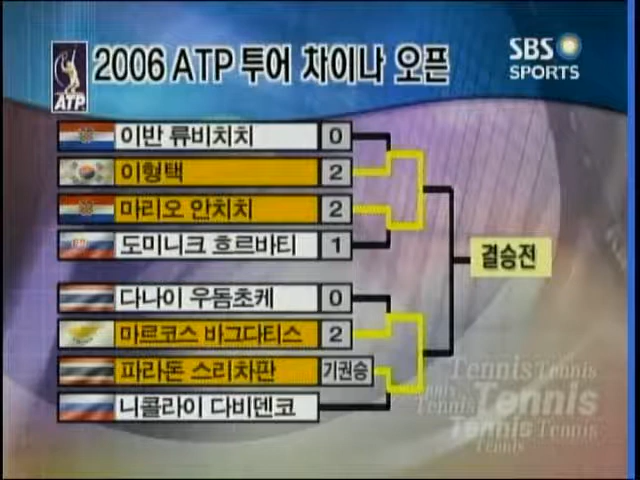 2006 ATP 투어 차이나 오픈
SBS
SPORTS
ATP
이반 류비치치 0
이형택 2
마리오 안치치 2
도미니크 흐르바티 1
결승전
다나이 우돔초케 0
마르코스 바그다티스 2
파라돈 스리차판 기권승
니콜라이 다비덴코
Tennis Tennis
Tennis Tennis
Tennis Tennis
Tennis